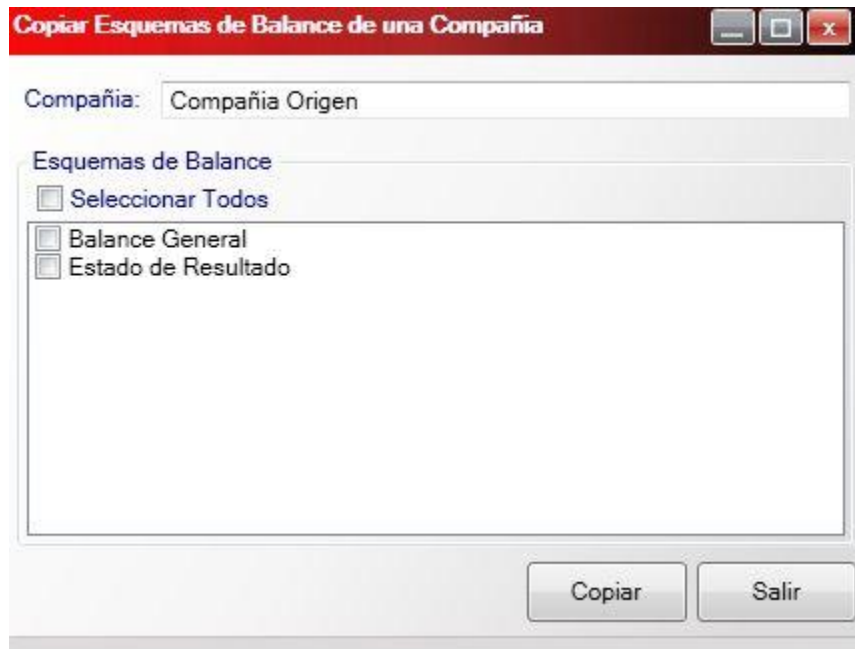 Copiar Esquemas de Balance de una Compañia
Compañia: Compañia Origen
Esquemas de Balance
Seleccionar Todos
Balance General
Estado de Resultado
Copiar Salir